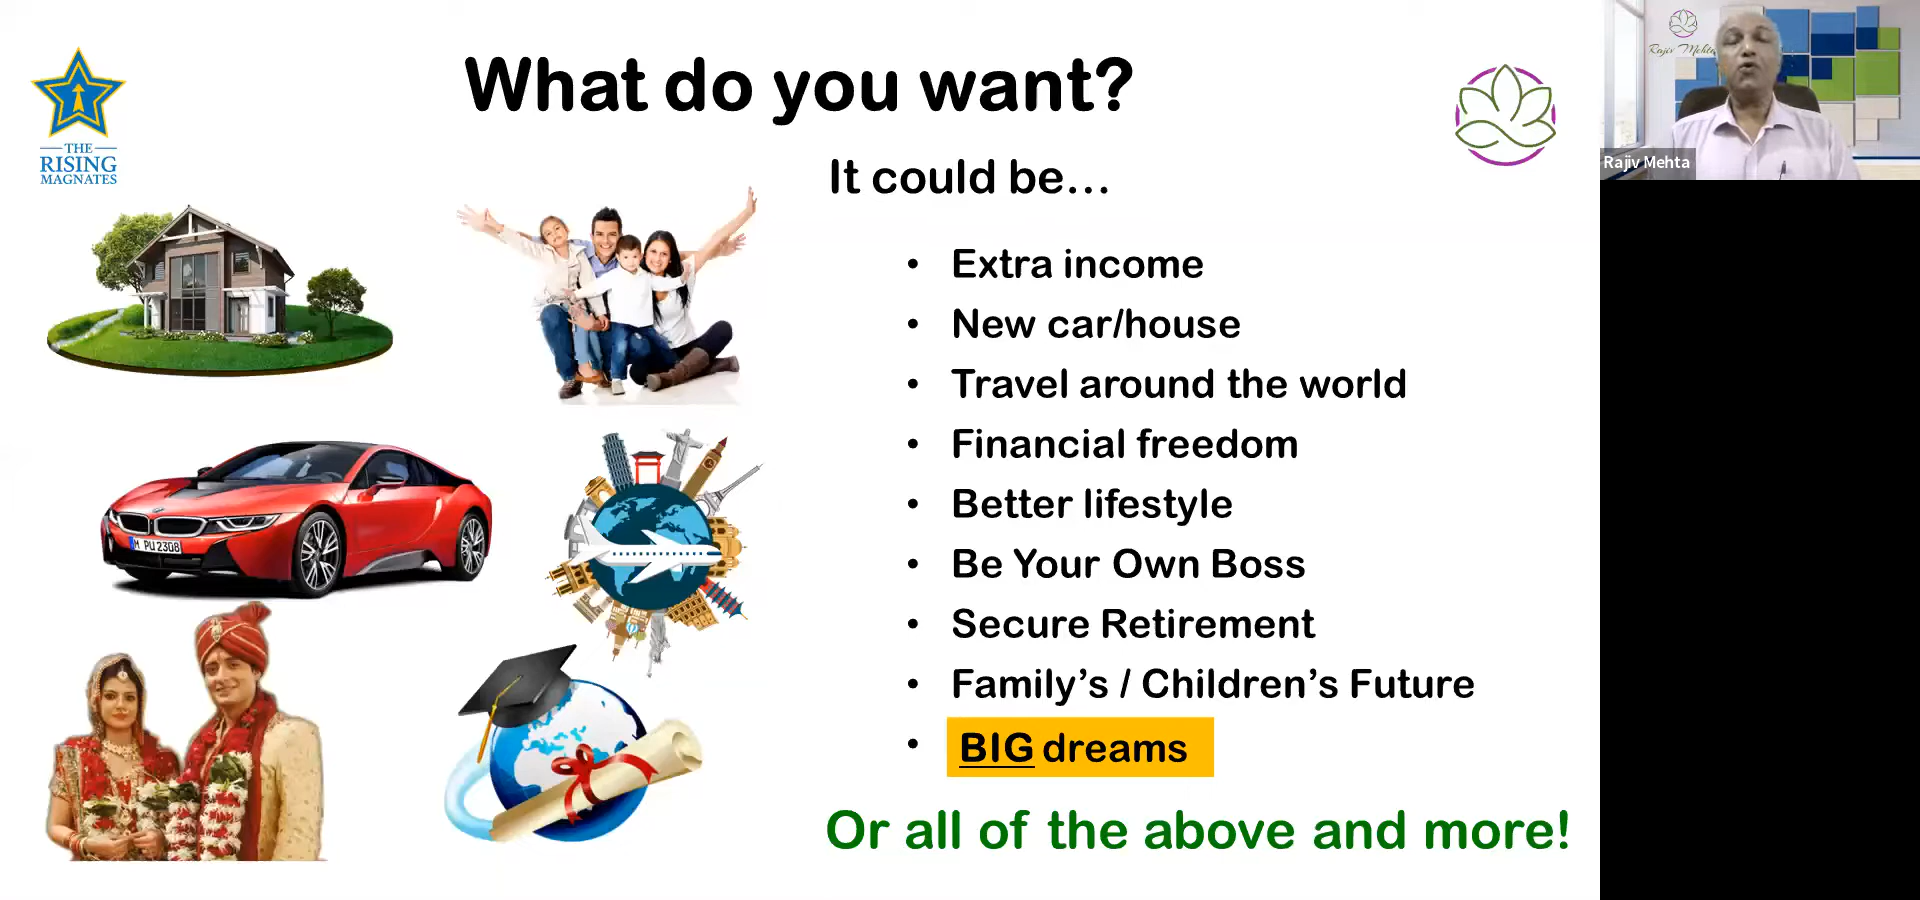 What do you want?
THE
RISING
MAGNATES
It could be...
• Extra income
• New car/house
• Travel around the world
• Financial freedom
• Better lifestyle
• Be Your Own Boss
• Secure Retirement
• Family’s / Children’s Future
• BIG dreams
Or all of the above and more!
M PU 2308
Rajiv Mehta
Rajiv Mehta